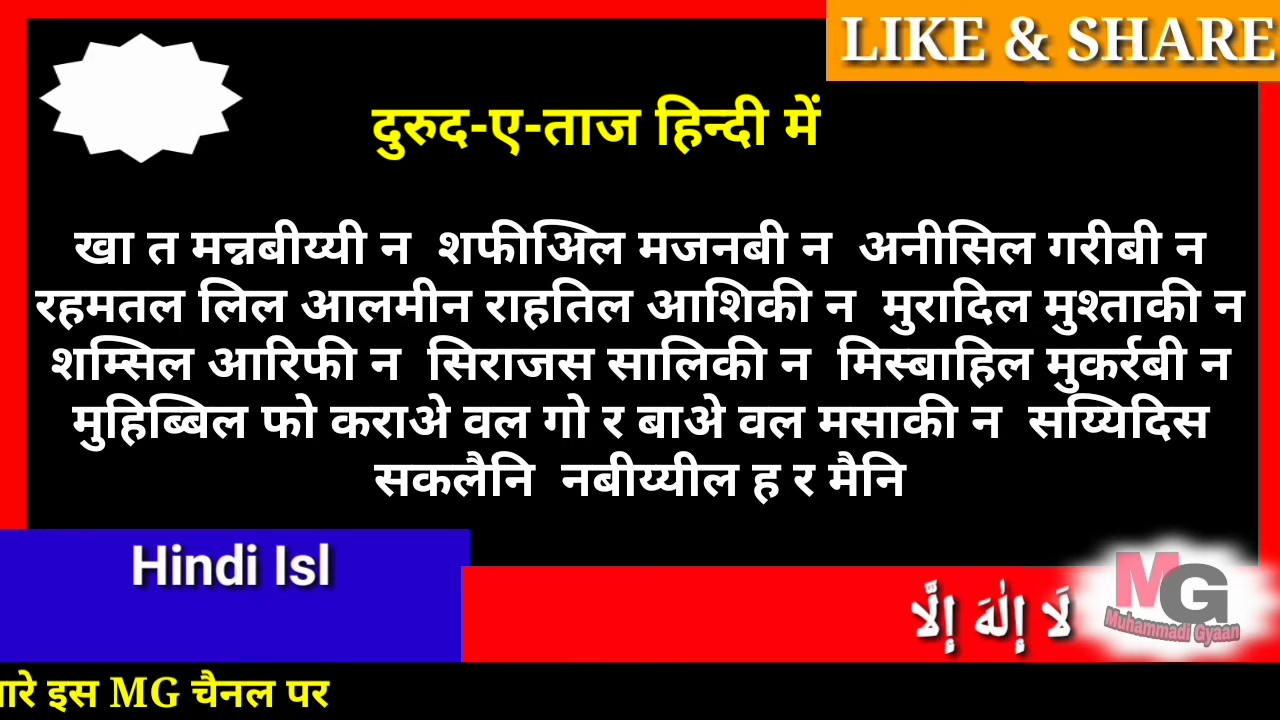 LIKE & SHARE
दुरुद-ए-ताज हिन्दी में
खा त मन्नबीय्यी न शफीअिल मजनबी न अनीसिल गरीबी न
रहमतल लिल आलमीन राहतिल आशिकी न मुरादिल मुश्ताकी न
शम्सिल आरिफी न सिराजस सालिकी न मिस्बाहिल मुकर्रबी न
मुहिब्बिल फो कराअे वल गो र बाअे वल मसाकी न सय्यिदिस
सकलैनि नबीय्यील ह र मैनि
Hindi Isl
لَا إِلٰهَ إِلَّا
MG
Muhammadi Gyaan
ारे इस MG चैनल पर